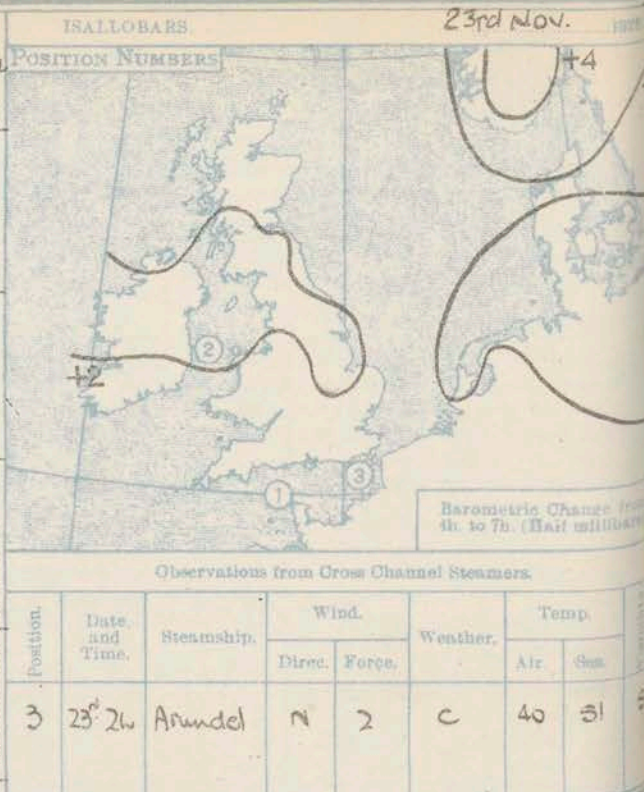 ISALLOBARS. 23rd Nov.
POSITION NUMBERS
+4
2
+2
3
1
Barometric Change from
4h. to 7h. (Half millibars
Observations from Cross Channel Steamers.
Position. Date and Time. Steamship. Wind. Weather. Temp.
Direc. Force. Air. Sea
3 23rd 2h Arundel N 2 C 40 51